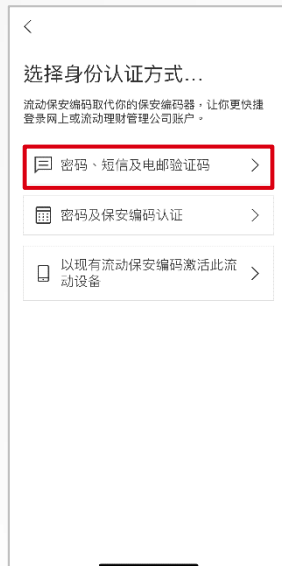 选择身份认证方式...
流动保安编码取代你的保安编码器，让你更快捷
登录网上或流动理财管理公司账户。
密码、短信及电邮验证码
密码及保安编码认证
以现有流动保安编码激活此流
动设备